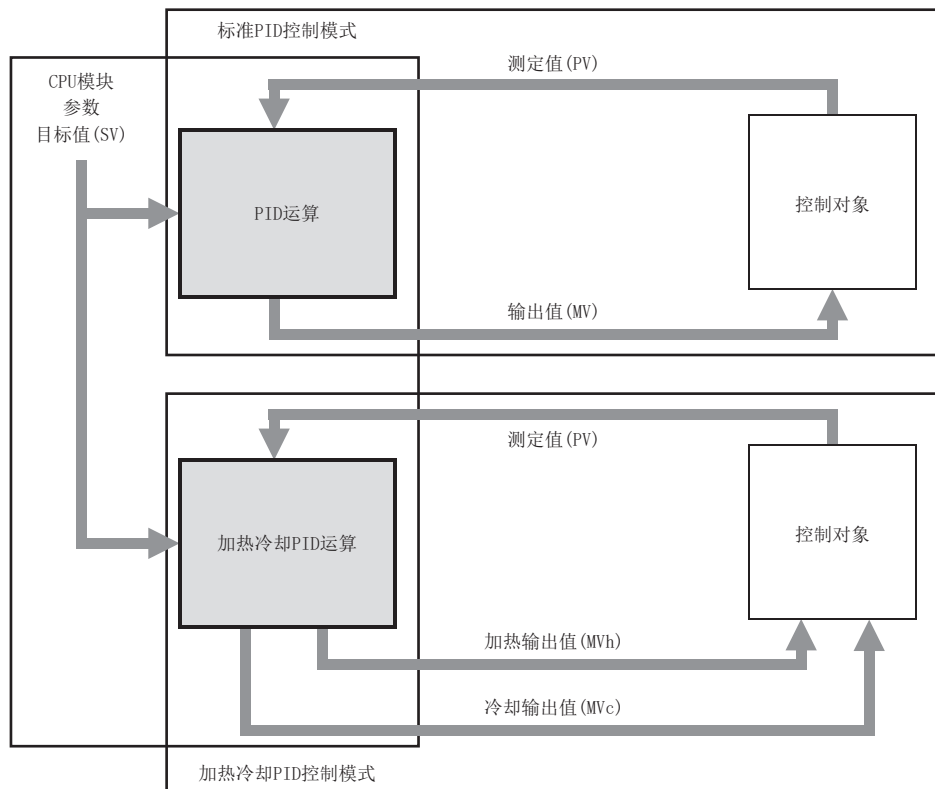 标准PID控制模式
CPU模块
参数
目标值(SV)
测定值(PV)
PID运算
控制对象
输出值(MV)
测定值(PV)
加热冷却PID运算
控制对象
加热输出值(MVh)
冷却输出值(MVc)
加热冷却PID控制模式